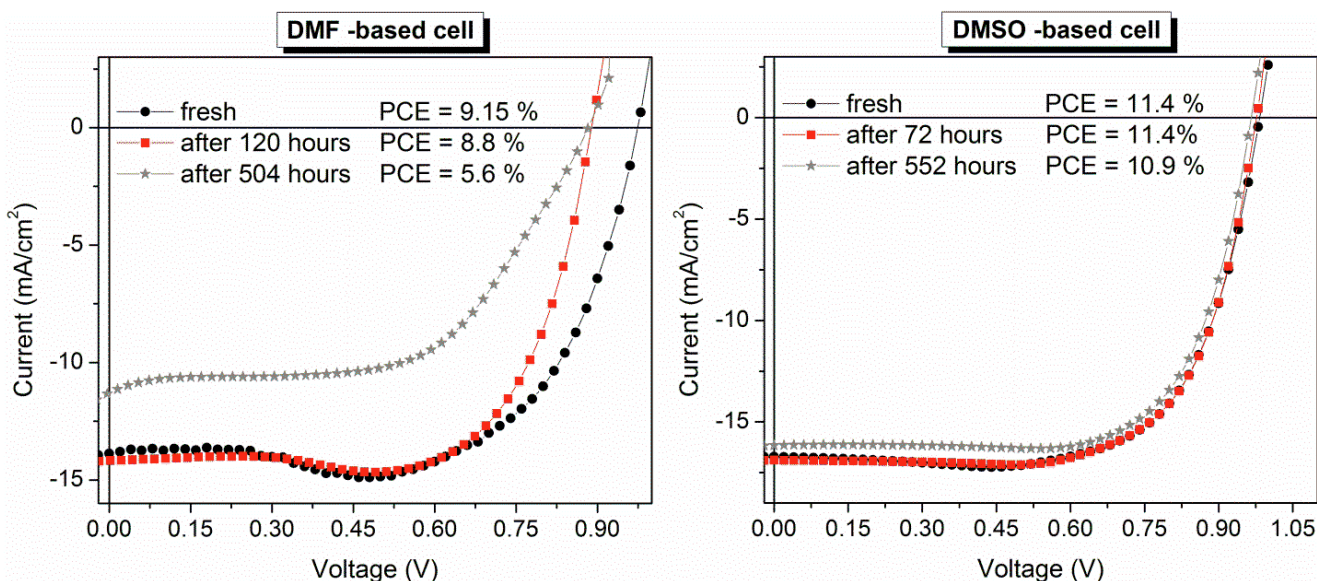 DMF -based cell
fresh PCE = 9.15 %
after 120 hours PCE = 8.8 %
after 504 hours PCE = 5.6 %
0
-5
-10
-15
Current (mA/cm²)
0.00 0.15 0.30 0.45 0.60 0.75 0.90
Voltage (V)
DMSO -based cell
fresh PCE = 11.4 %
after 72 hours PCE = 11.4%
after 552 hours PCE = 10.9 %
0
-5
-10
-15
Current (mA/cm²)
0.00 0.15 0.30 0.45 0.60 0.75 0.90 1.05
Voltage (V)